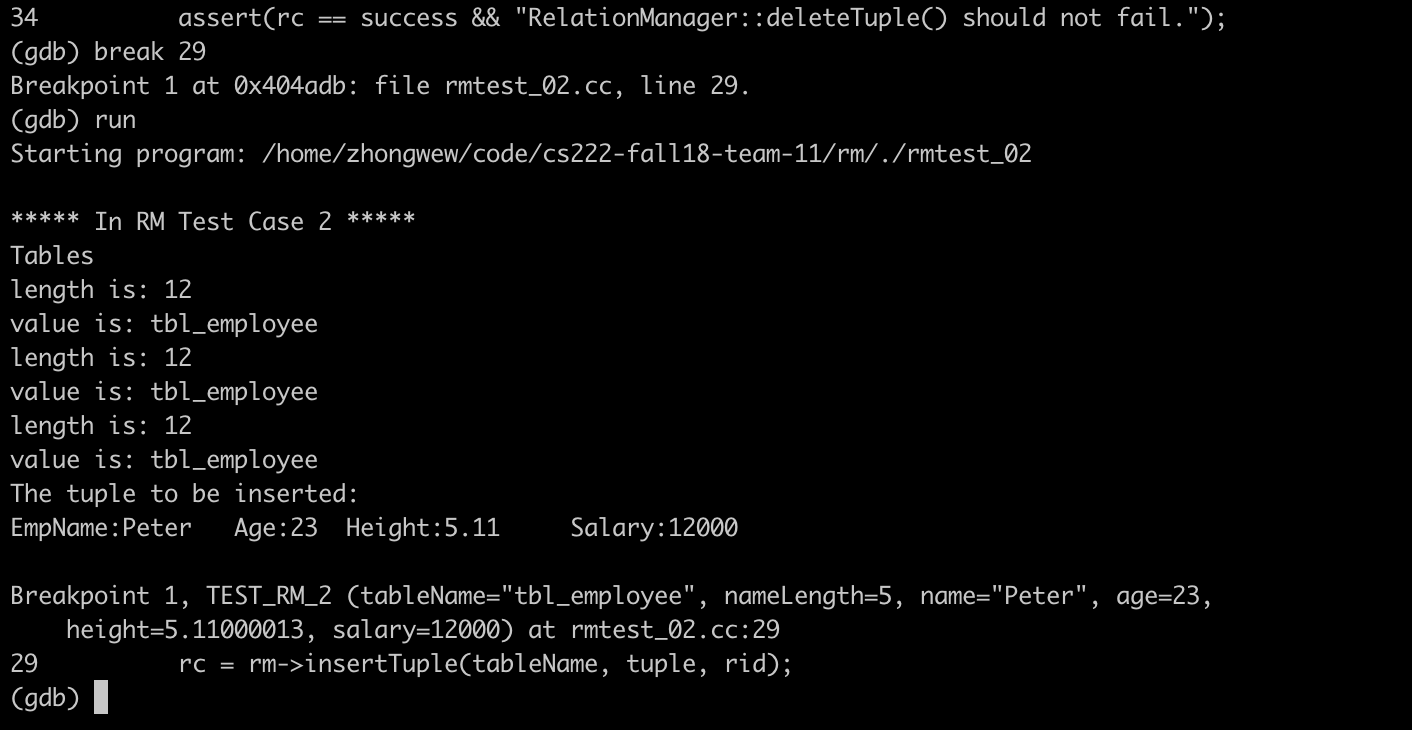 34          assert(rc == success && "RelationManager::deleteTuple() should not fail.");
(gdb) break 29
Breakpoint 1 at 0x404adb: file rmtest_02.cc, line 29.
(gdb) run
Starting program: /home/zhongwew/code/cs222-fall18-team-11/rm/./rmtest_02

***** In RM Test Case 2 *****
Tables
length is: 12
value is: tbl_employee
length is: 12
value is: tbl_employee
length is: 12
value is: tbl_employee
The tuple to be inserted:
EmpName:Peter   Age:23  Height:5.11     Salary:12000

Breakpoint 1, TEST_RM_2 (tableName="tbl_employee", nameLength=5, name="Peter", age=23,
    height=5.11000013, salary=12000) at rmtest_02.cc:29
29          rc = rm->insertTuple(tableName, tuple, rid);
(gdb)